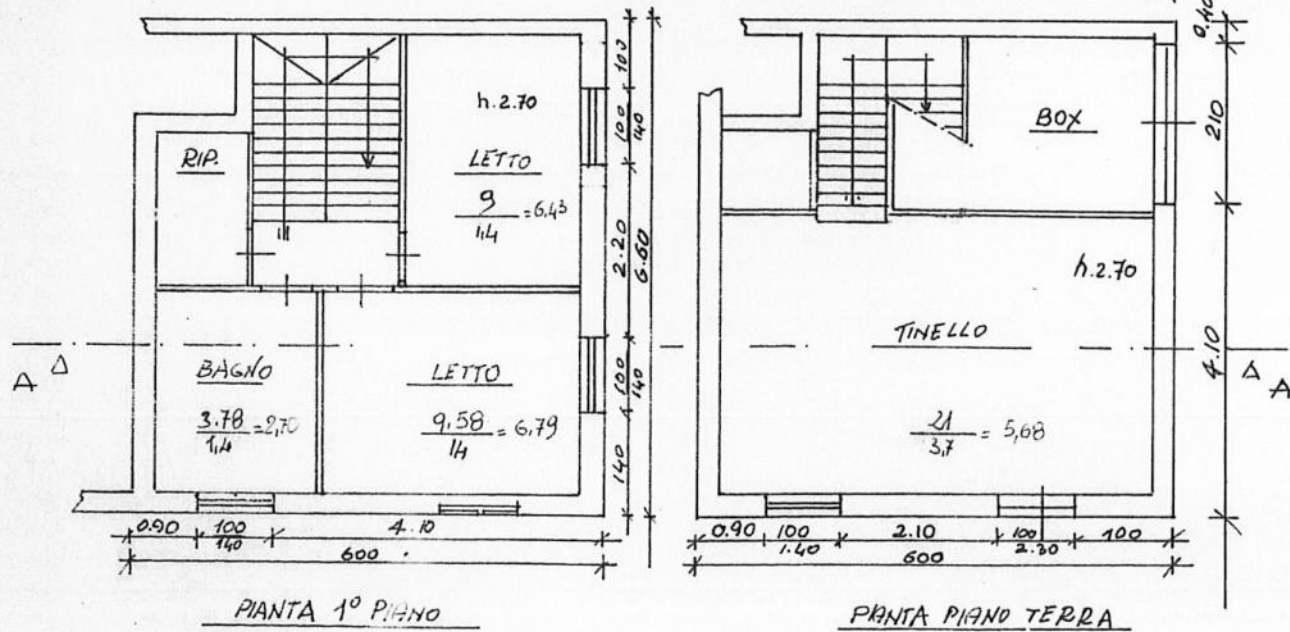 RIP.
h.2.70
LETTO
9
1,4
=6,43
BAGNO
3.78
1,4
=2,70
LETTO
9.58
14
=6,79
100
100
140
2.20
6.60
100
140
140
0.90 100 4.10
140
600
PIANTA 1° PIANO
BOX
h.2.70
TINELLO
21
3,7
= 5,68
A
A
0.40
210
4.10
0.90 100 2.10 100 100
1.40 2.30
600
PIANTA PIANO TERRA